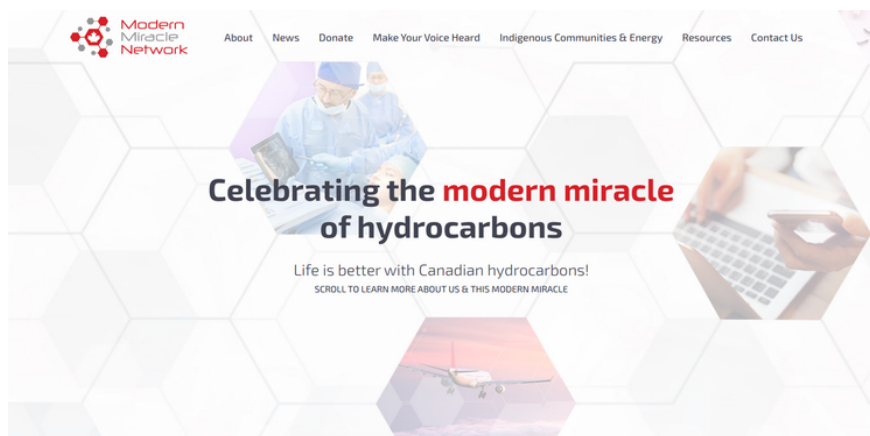 Modern
Miracle
Network
About News Donate Make Your Voice Heard Indigenous Communities & Energy Resources Contact Us
Celebrating the modern miracle
of hydrocarbons
Life is better with Canadian hydrocarbons!
SCROLL TO LEARN MORE ABOUT US & THIS MODERN MIRACLE